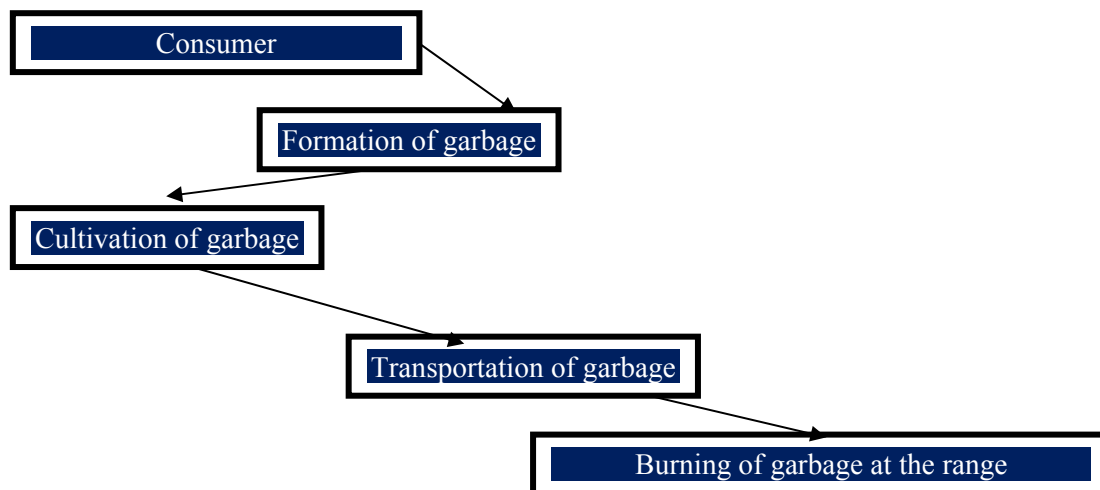 Consumer
Formation of garbage
Cultivation of garbage
Transportation of garbage
Burning of garbage at the range